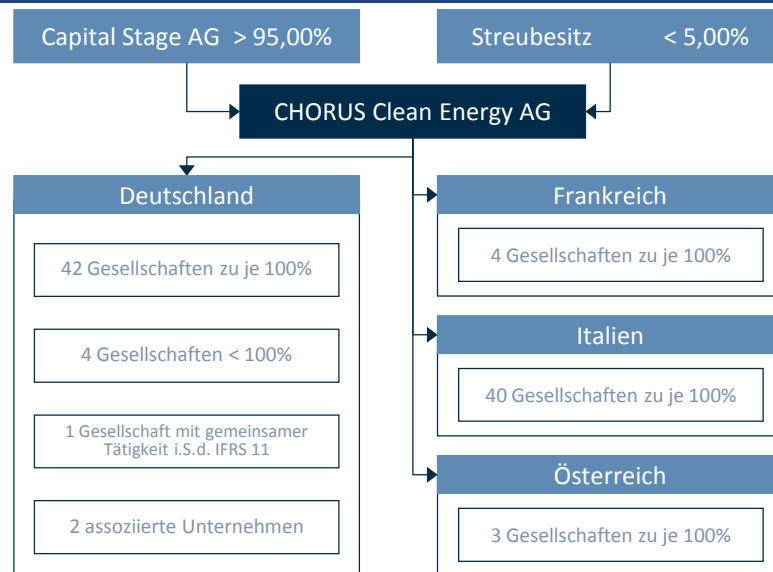 Capital Stage AG > 95,00%
Streubesitz < 5,00%
CHORUS Clean Energy AG
Deutschland
42 Gesellschaften zu je 100%
4 Gesellschaften < 100%
1 Gesellschaft mit gemeinsamer
Tätigkeit i.S.d. IFRS 11
2 assoziierte Unternehmen
Frankreich
4 Gesellschaften zu je 100%
Italien
40 Gesellschaften zu je 100%
Österreich
3 Gesellschaften zu je 100%